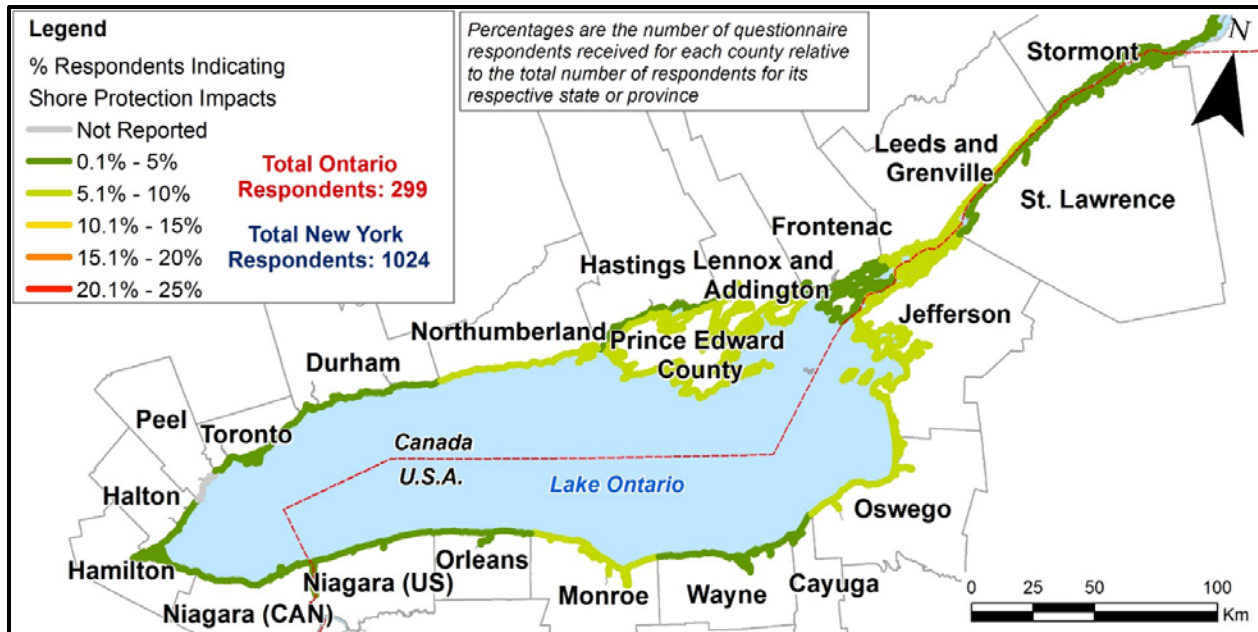 Legend
% Respondents Indicating
Shore Protection Impacts
Not Reported
0.1% - 5%
5.1% - 10%
10.1% - 15%
15.1% - 20%
20.1% - 25%
Total Ontario
Respondents: 299
Total New York
Respondents: 1024
Percentages are the number of questionnaire
respondents received for each county relative
to the total number of respondents for its
respective state or province
N
Stormont
Leeds and
Grenville
St. Lawrence
Frontenac
Lennox and
Addington
Hastings
Jefferson
Northumberland
Prince Edward
County
Durham
Peel
Toronto
Canada
U.S.A.
Lake Ontario
Halton
Oswego
Hamilton
Niagara (US)
Orleans
Monroe
Wayne
Cayuga
Niagara (CAN)
0 25 50 100
Km